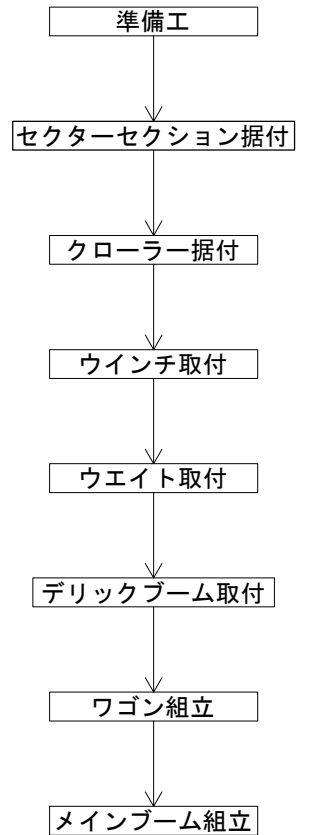 準備工
セクターセクション据付
クローラー据付
ウインチ取付
ウエイト取付
デリックブーム取付
ワゴン組立
メインブーム組立